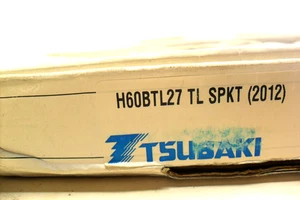 H60BTL27 TL SPKT (2012)
TSUBAKI